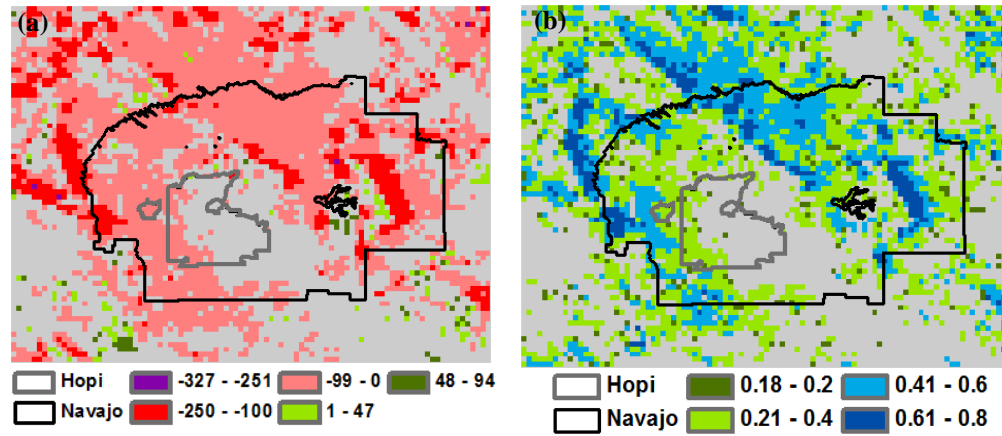 (a)
(b)
Hopi -327 - -251 -99 - 0 48 - 94
Navajo -250 - -100 1 - 47
Hopi 0.18 - 0.2 0.41 - 0.6
Navajo 0.21 - 0.4 0.61 - 0.8